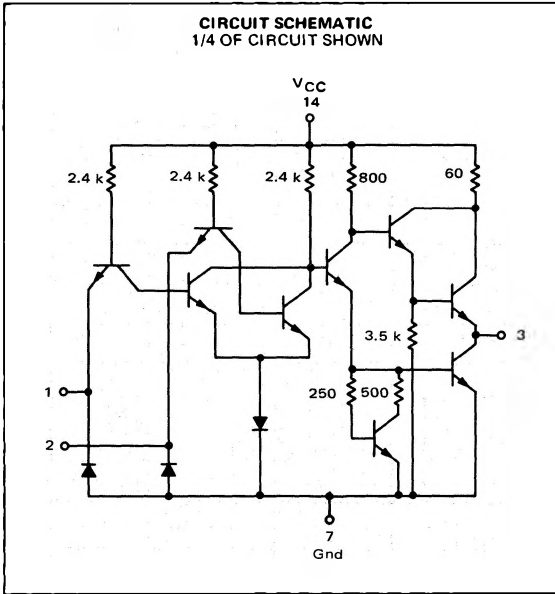 CIRCUIT SCHEMATIC
1/4 OF CIRCUIT SHOWN
VCC
14
2.4 k
2.4 k
2.4 k
800
60
3.5 k
3
1
250
500
2
7
Gnd